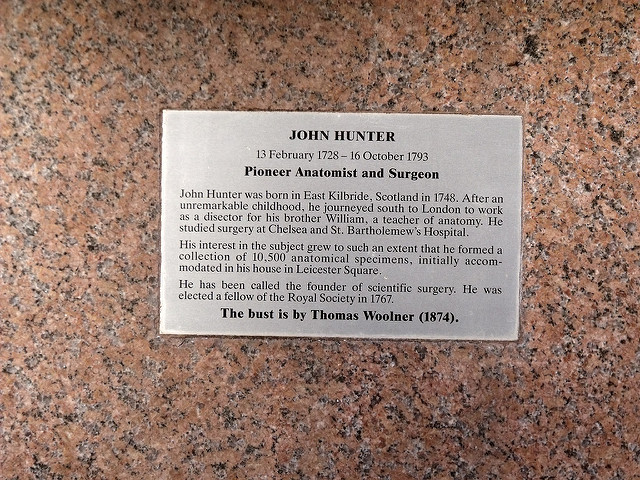 JOHN HUNTER
13 February 1728 – 16 October 1793
Pioneer Anatomist and Surgeon
John Hunter was born in East Kilbride, Scotland in 1748. After an
unremarkable childhood, he journeyed south to London to work
as a disector for his brother William, a teacher of anatomy. He
studied surgery at Chelsea and St. Bartholemew's Hospital.
His interest in the subject grew to such an extent that he formed a
collection of 10,500 anatomical specimens, initially accom-
modated in his house in Leicester Square.
He has been called the founder of scientific surgery. He was
elected a fellow of the Royal Society in 1767.
The bust is by Thomas Woolner (1874).